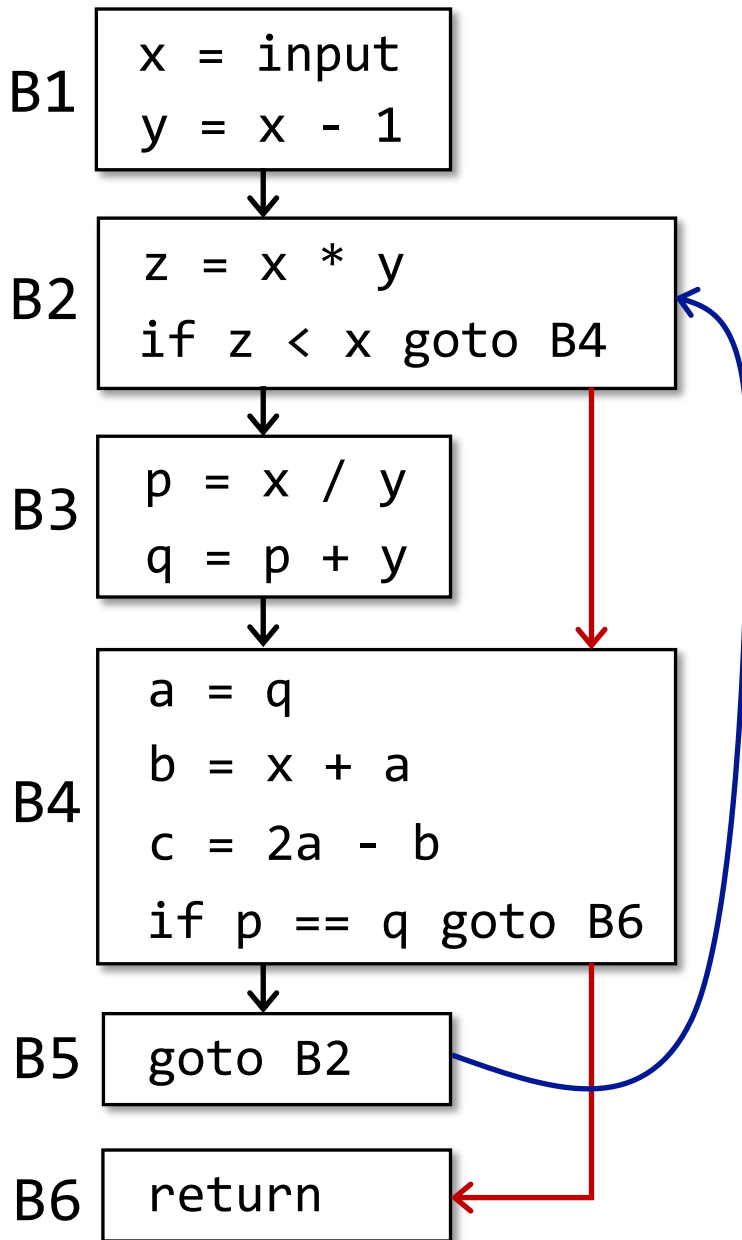 B1
x = input
y = x - 1
B2
z = x * y
if z < x goto B4
B3
p = x / y
q = p + y
B4
a = q
b = x + a
c = 2a - b
if p == q goto B6
B5
goto B2
B6
return